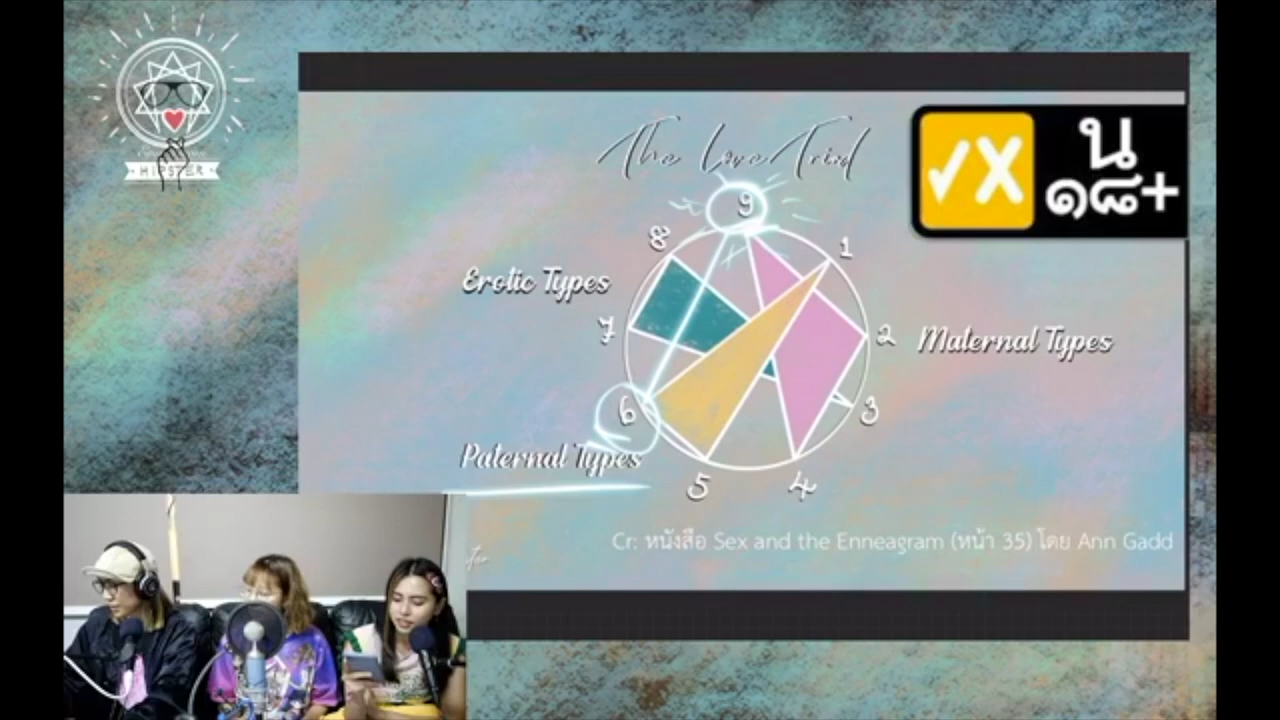 HIPSTER
The Love Triad
√X
น
๑๘+
9
8
1
Erotic Types
7
2
Maternal Types
6
3
Paternal Types
5
4
Cr: หนังสือ Sex and the Enneagram (หน้า 35) โดย Ann Gadd